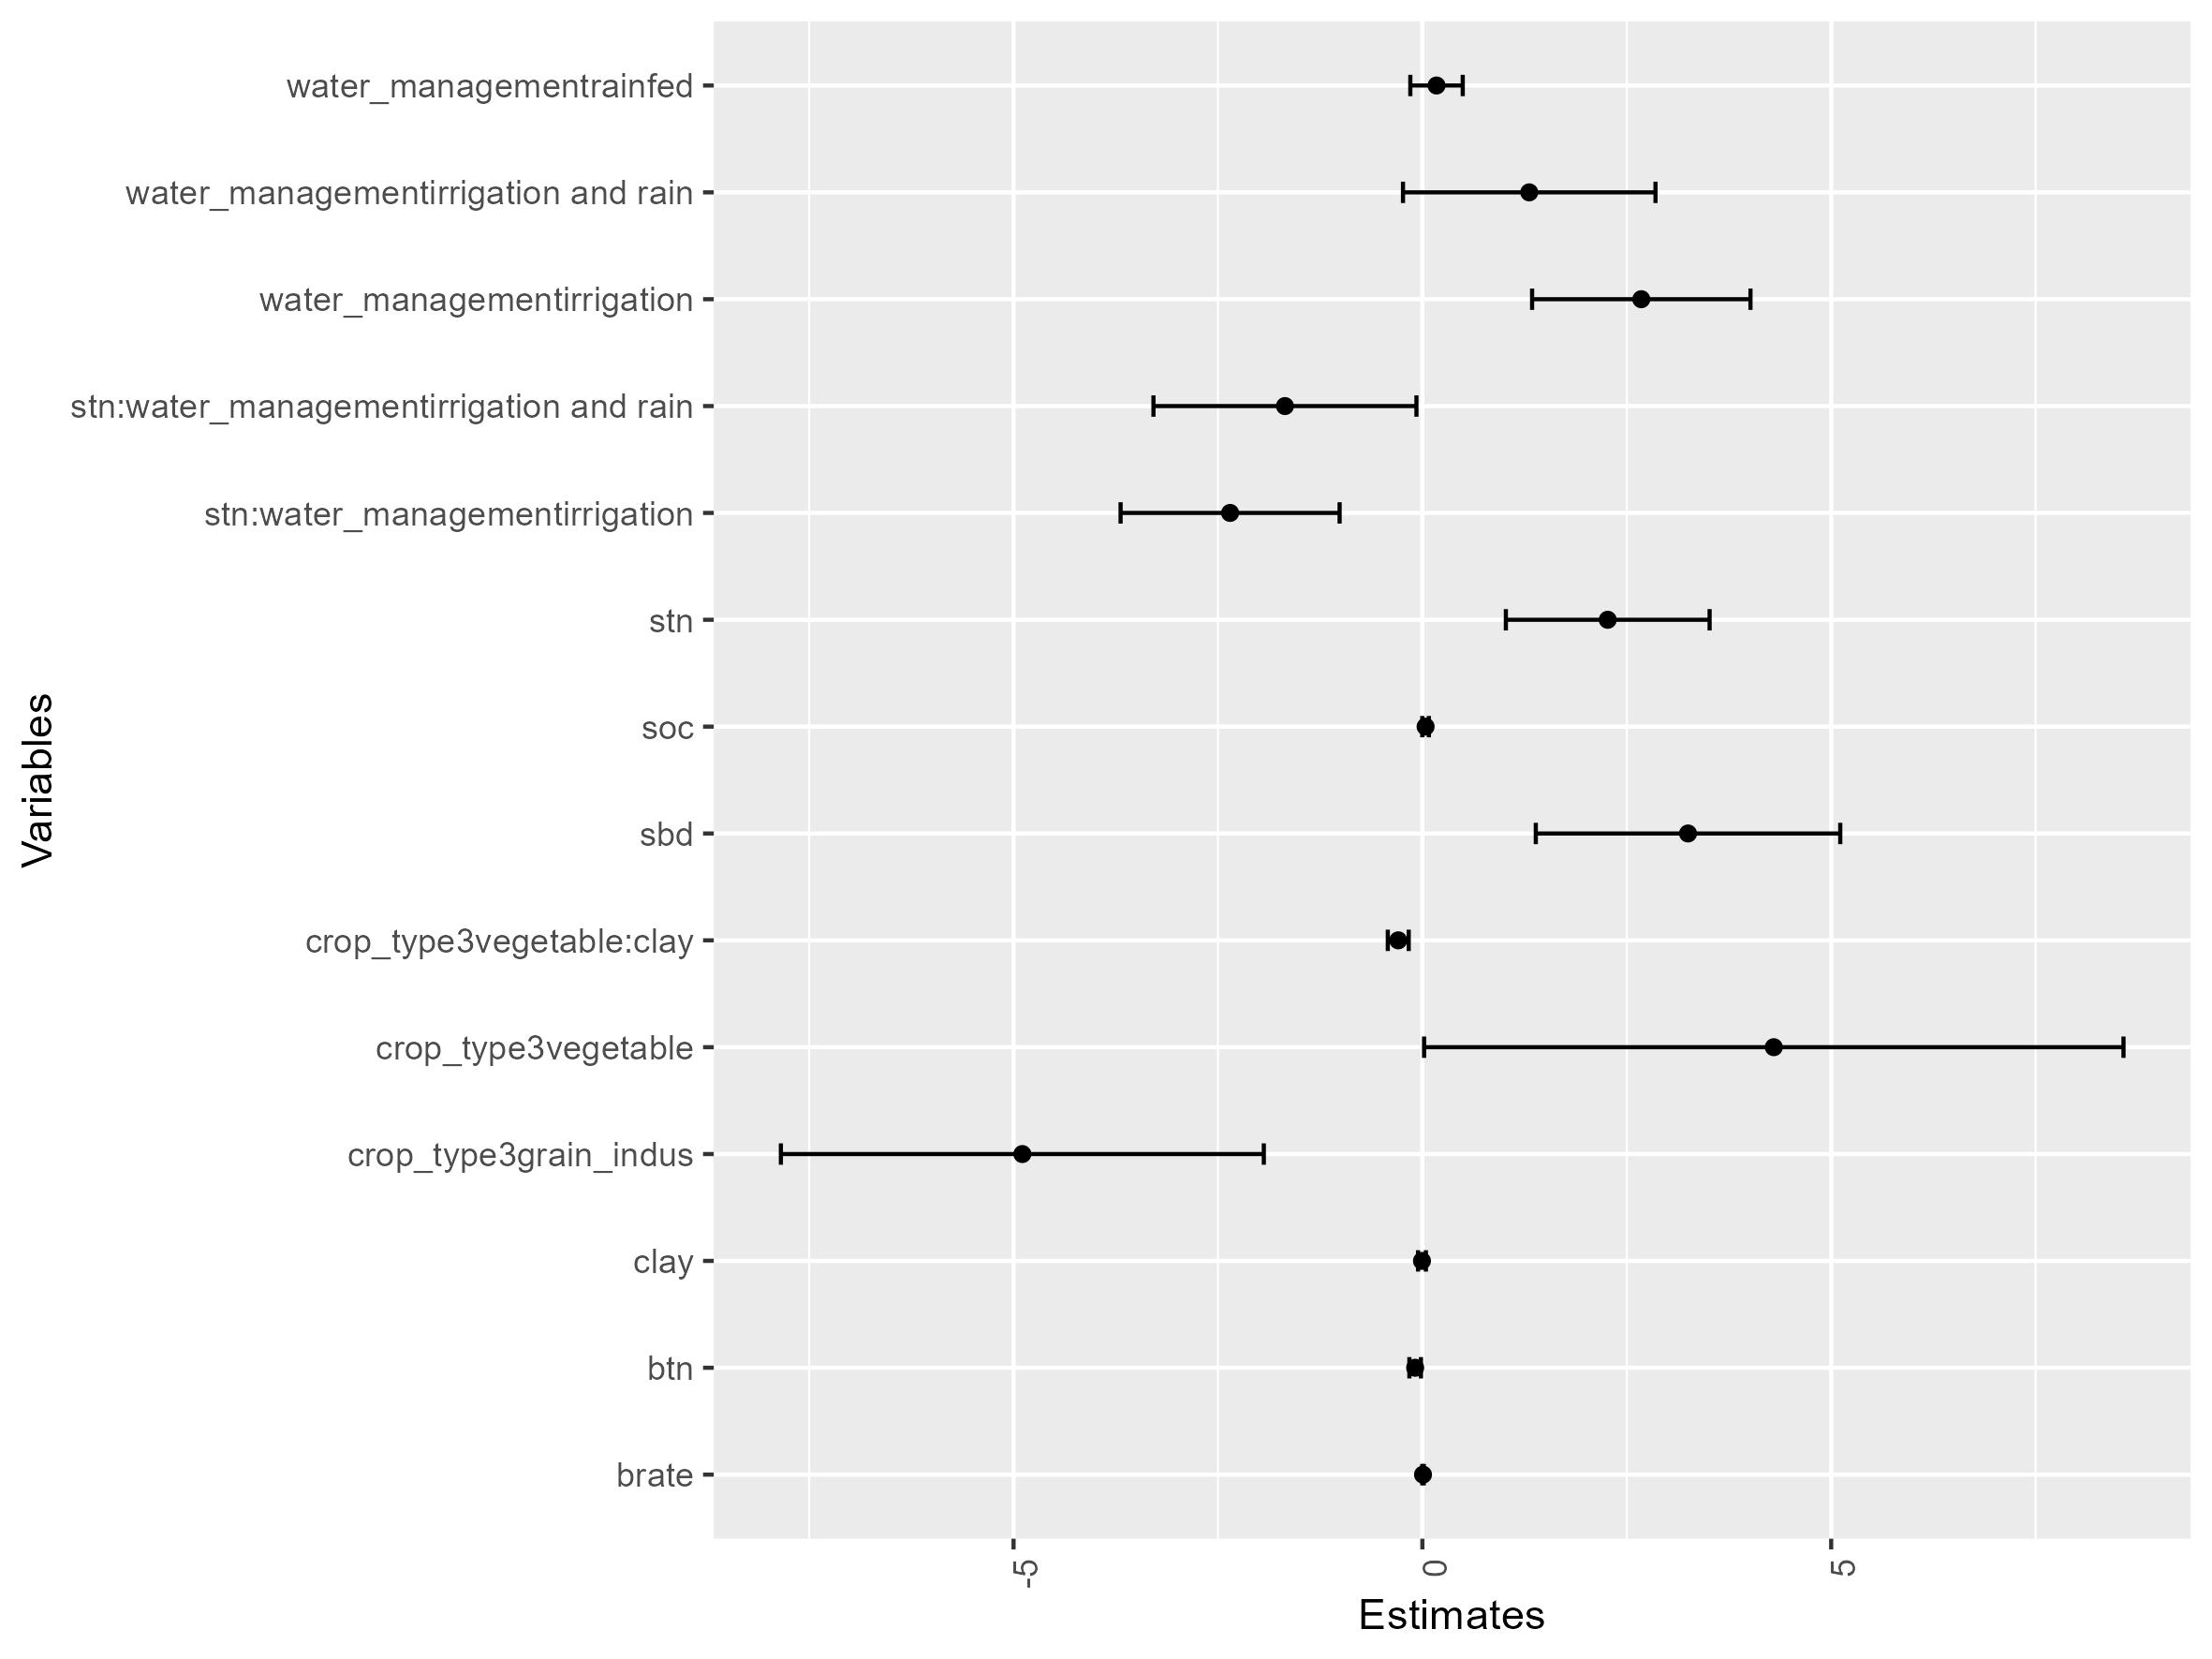 water_managementrainfed
water_managementirrigation and rain
water_managementirrigation
stn:water_managementirrigation and rain
stn:water_managementirrigation
stn
soc
sbd
crop_type3vegetable:clay
crop_type3vegetable
crop_type3grain_indus
clay
btn
brate
Variables
-5
0
5
Estimates